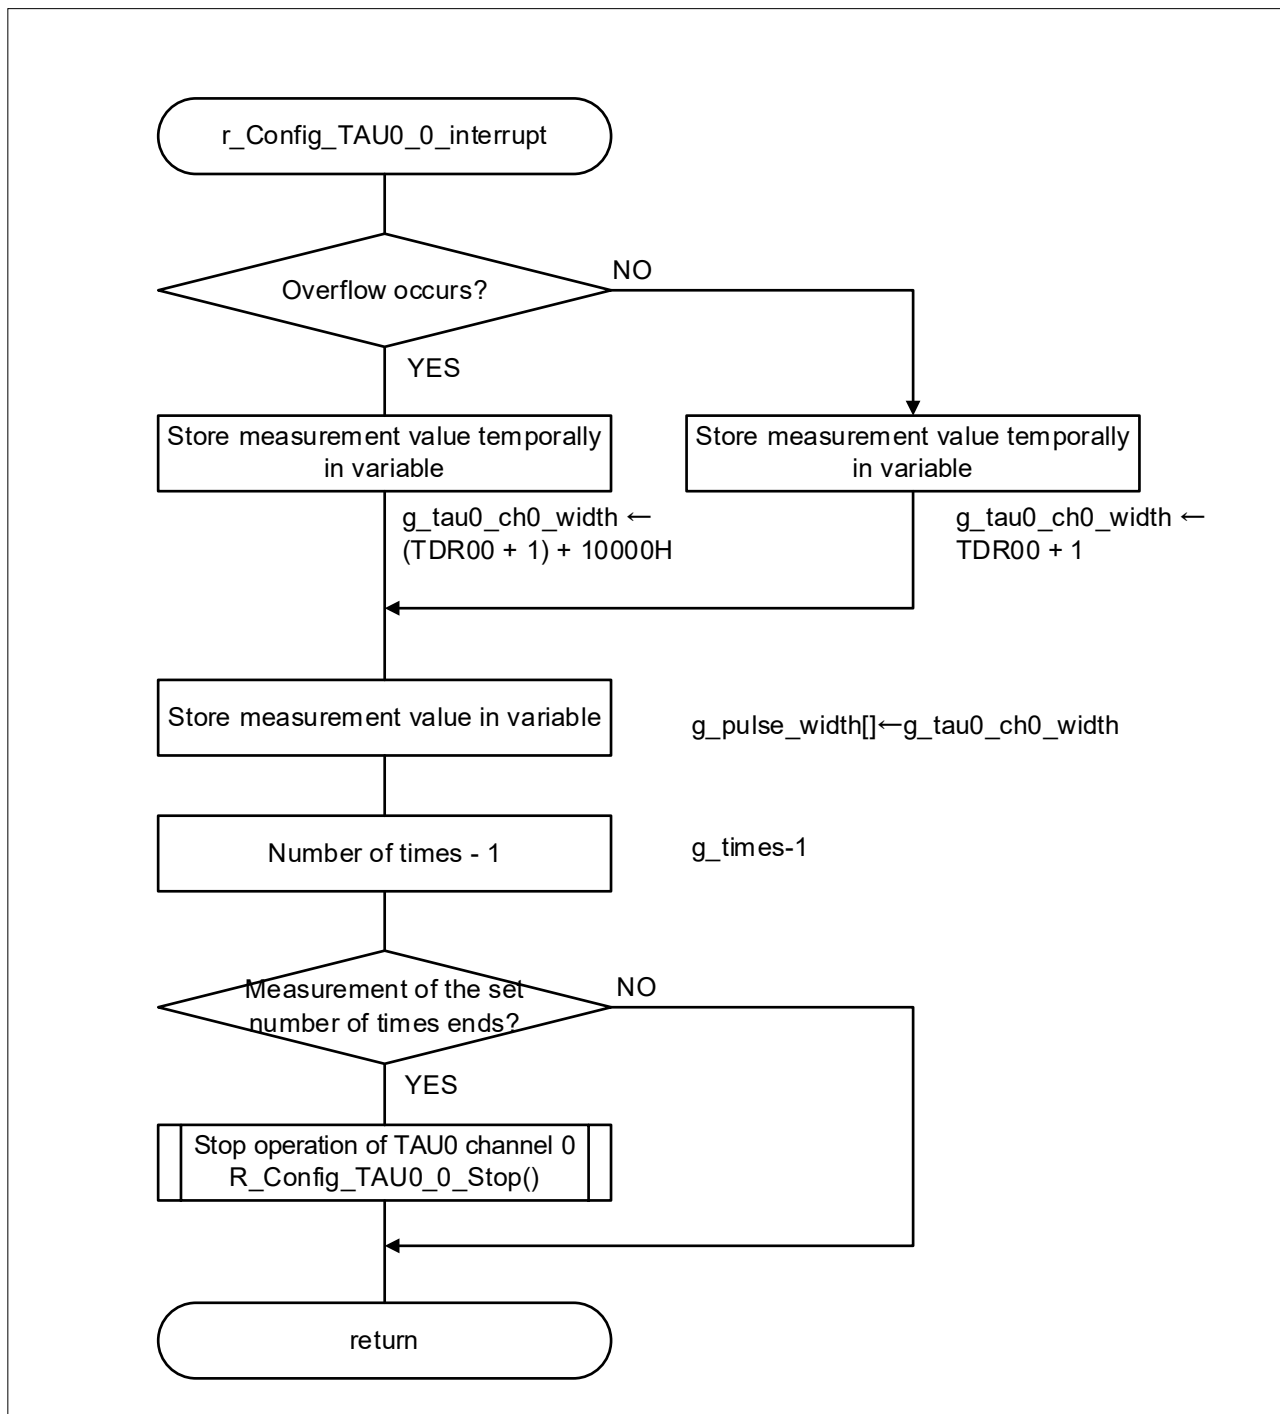 r_Config_TAU0_0_interrupt
Overflow occurs?
NO
YES
Store measurement value temporally
in variable
Store measurement value temporally
in variable
g_tau0_ch0_width ←
(TDR00 + 1) + 10000H
g_tau0_ch0_width ←
TDR00 + 1
Store measurement value in variable
g_pulse_width[]←g_tau0_ch0_width
Number of times - 1
g_times-1
Measurement of the set
number of times ends?
NO
YES
Stop operation of TAU0 channel 0
R_Config_TAU0_0_Stop()
return